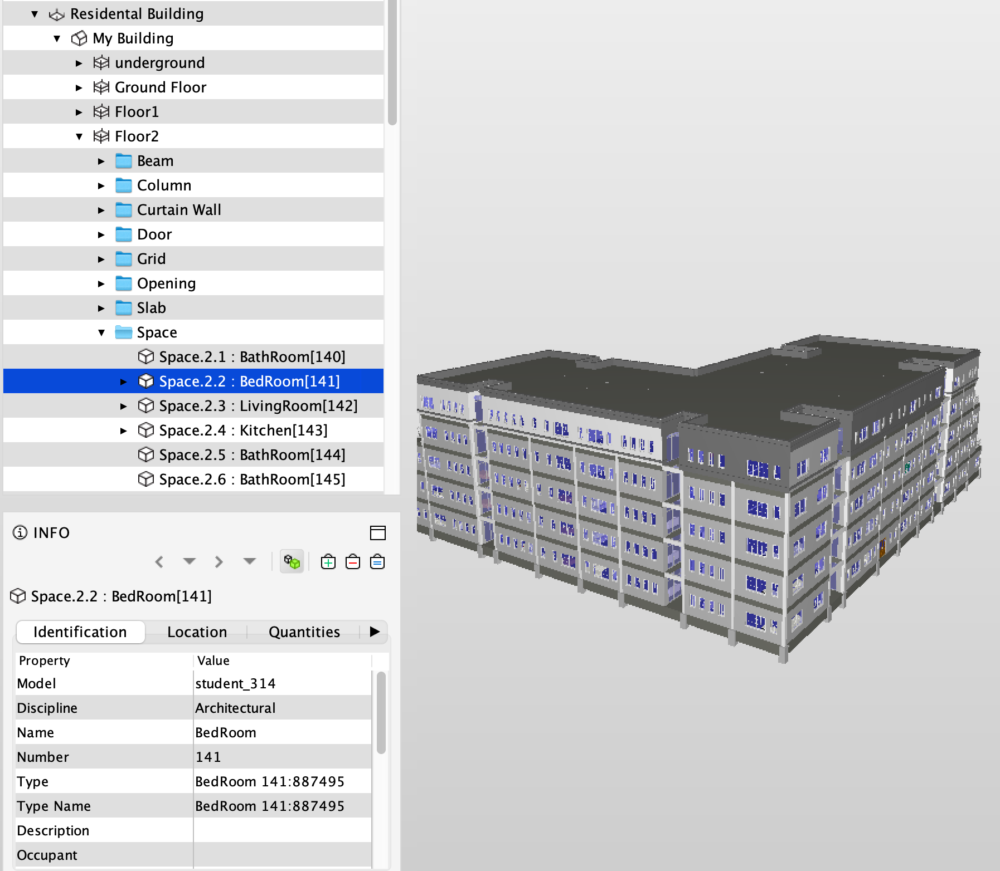 Residental Building
My Building
underground
Ground Floor
Floor1
Floor2
Beam
Column
Curtain Wall
Door
Grid
Opening
Slab
Space
Space.2.1 : BathRoom[140]
Space.2.2 : BedRoom[141]
Space.2.3 : LivingRoom[142]
Space.2.4 : Kitchen[143]
Space.2.5 : BathRoom[144]
Space.2.6 : BathRoom[145]
INFO
Space.2.2 : BedRoom[141]
Identification Location Quantities
Property Value
Model student_314
Discipline Architectural
Name BedRoom
Number 141
Type BedRoom 141:887495
Type Name BedRoom 141:887495
Description
Occupant